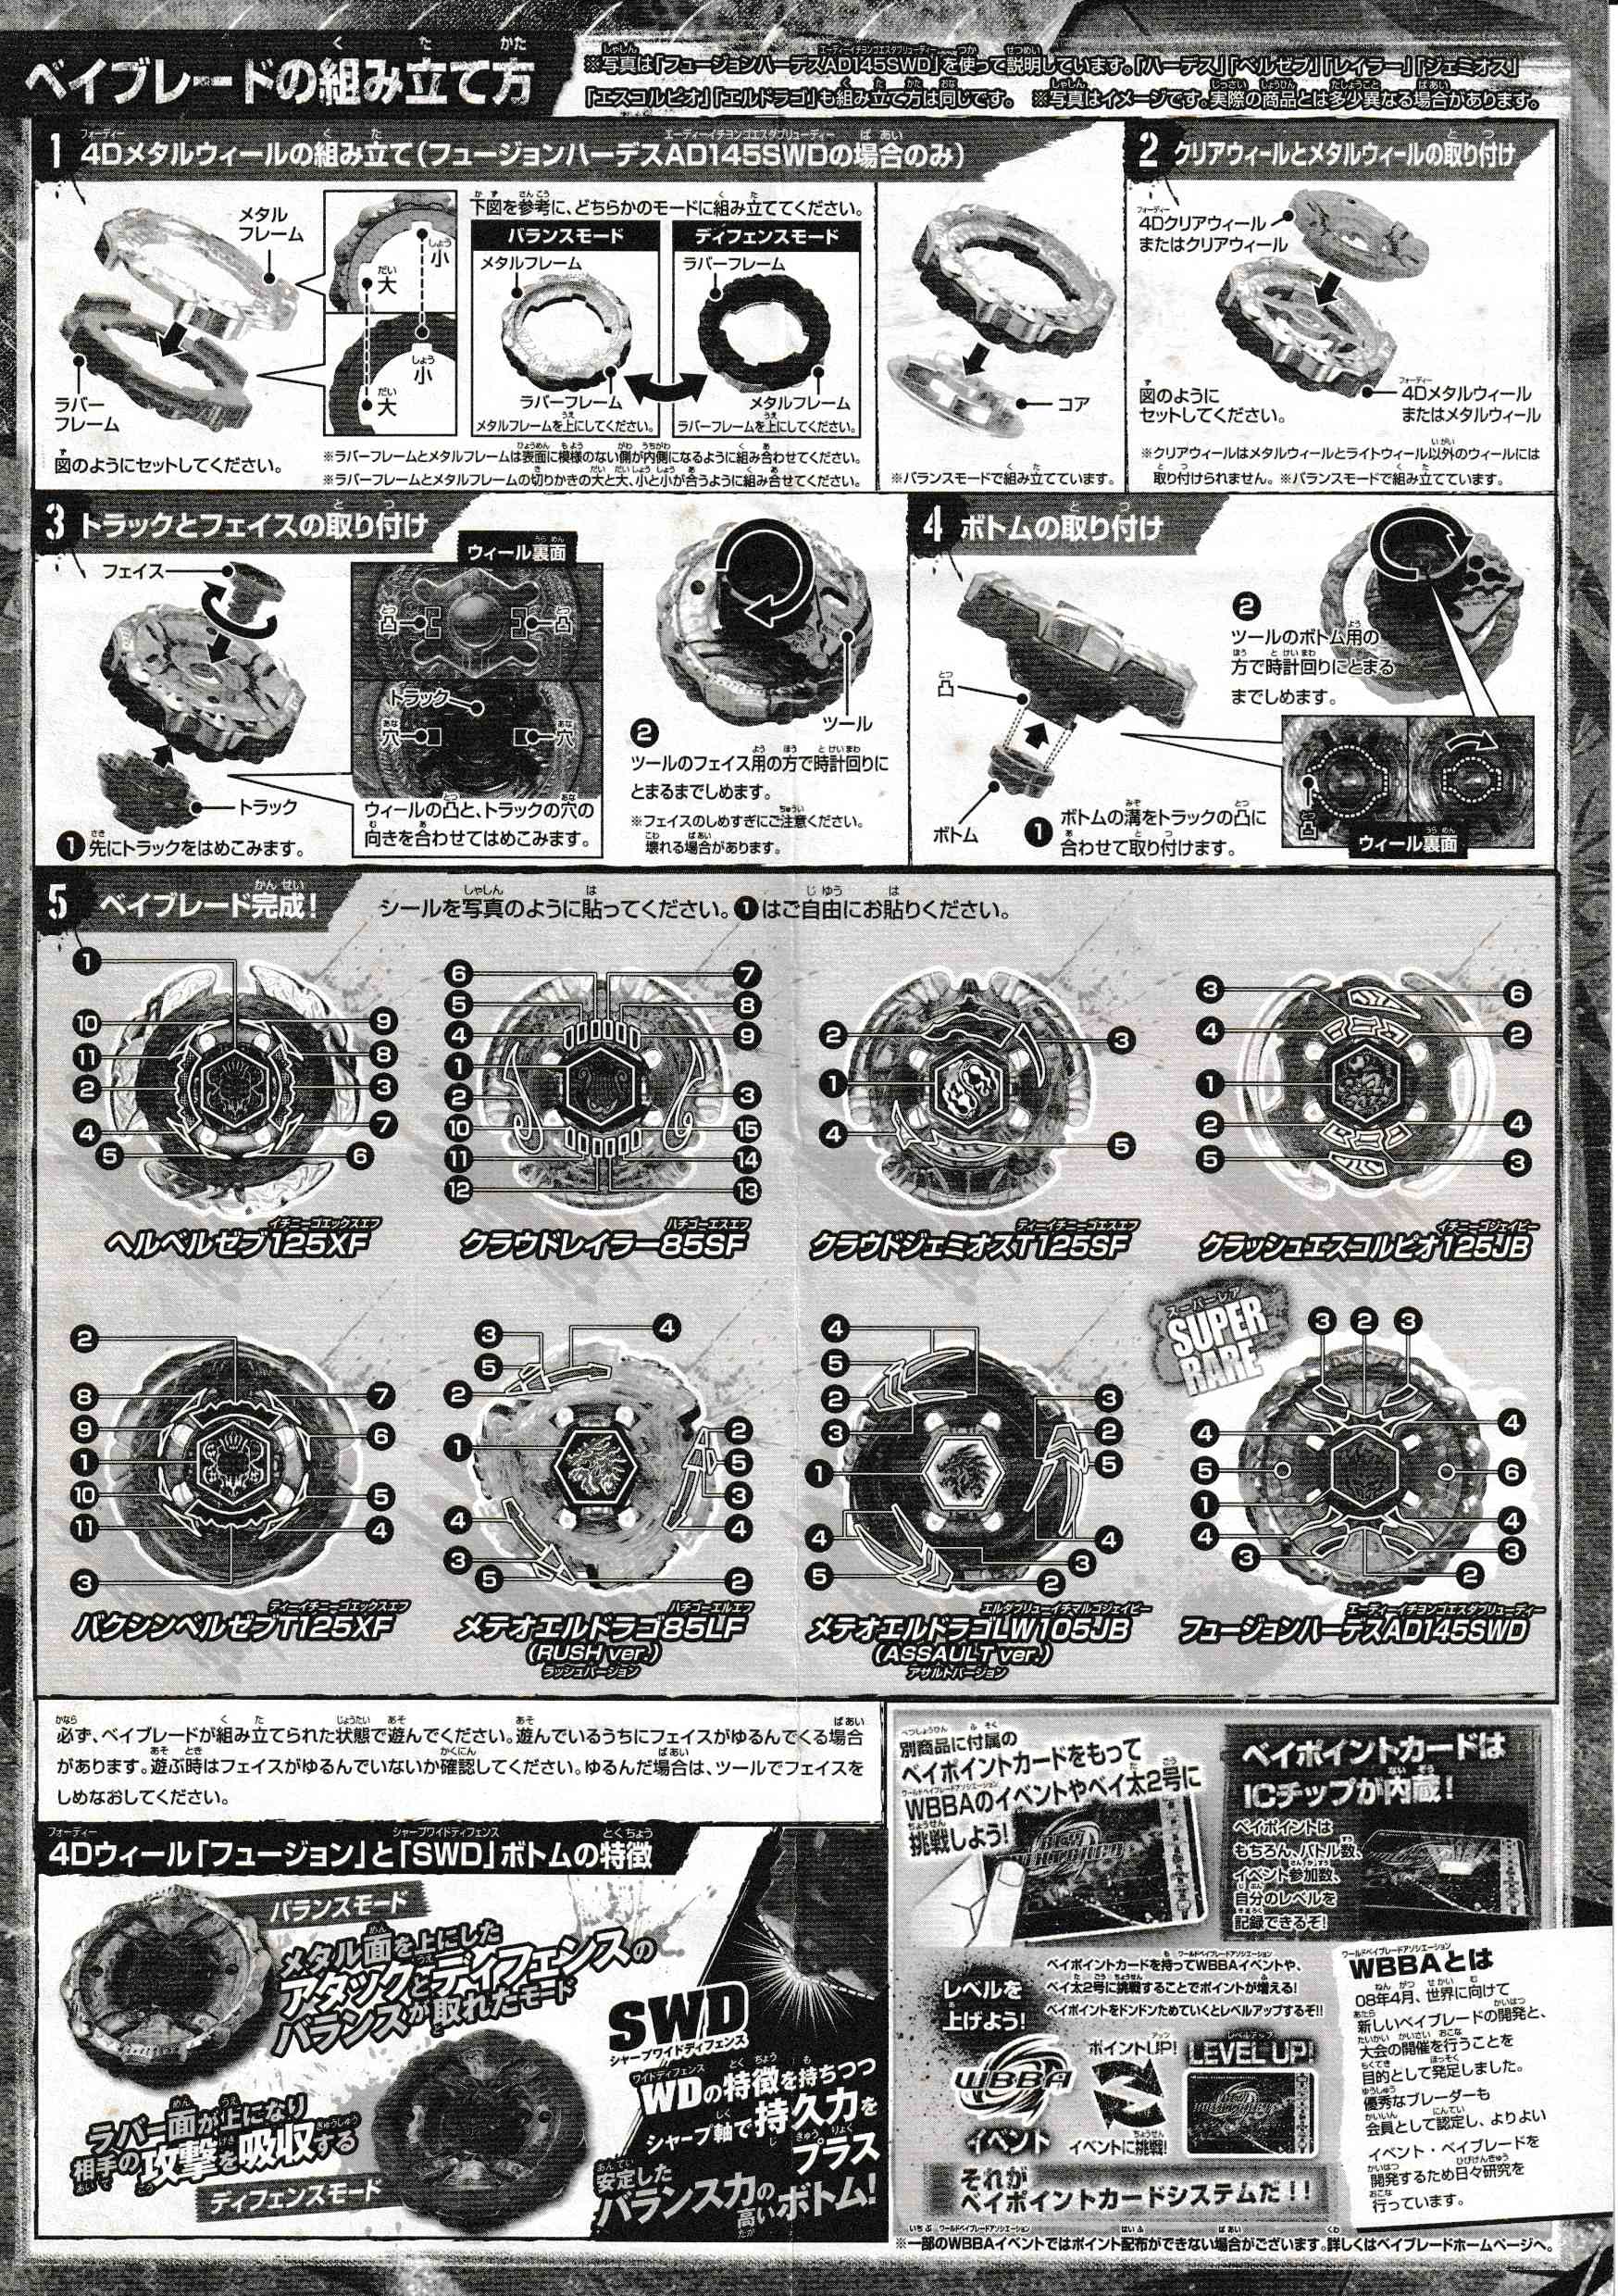 ベイブレードの組み立て方
※写真は「フュージョンハーデスAD145SWD」を使って説明しています。「ハーデス」「ベルゼブ」「レイラー」「ジェミオス」
「エスコルピオ」「エルドラゴ」も組み立て方は同じです。 ※写真はイメージです。実際の商品とは多少異なる場合があります。
1 4Dメタルウィールの組み立て(フュージョンハーデスAD145SWDの場合のみ)
メタル
フレーム
ラバー
フレーム
図のようにセットしてください。
小
大
小
大
下図を参考に、どちらかのモードに組み立ててください。
バランスモード
メタルフレーム
ラバーフレーム
メタルフレームを上にしてください。
ディフェンスモード
ラバーフレーム
メタルフレーム
ラバーフレームを上にしてください。
※ラバーフレームとメタルフレームは表面に模様のない側が内側になるように組み合わせてください。
※ラバーフレームとメタルフレームの切りかきの大と大、小と小が合うように組み合せてください。
コア
※バランスモードで組み立てています。
2 クリアウィールとメタルウィールの取り付け
4Dクリアウィール
またはクリアウィール
図のように
セットしてください。
4Dメタルウィール
またはメタルウィール
※クリアウィールはメタルウィールとライトウィール以外のウィールには
取り付けられません。※バランスモードで組み立てています。
3 トラックとフェイスの取り付け
フェイス
トラック
❶先にトラックをはめこみます。
ウィール裏面
凸
凸
トラック
穴
穴
ウィールの凸と、トラックの穴の
向きを合わせてはめこみます。
ツール
❷
ツールのフェイス用の方で時計回りに
とまるまでしめます。
※フェイスのしめすぎにご注意ください。
壊れる場合があります。
4 ボトムの取り付け
凸
ボトム
❶ボトムの溝をトラックの凸に
合わせて取り付けます。
❷
ツールのボトム用の
方で時計回りにとまる
までしめます。
凸
ウィール裏面
5 ベイブレード完成!
シールを写真のように貼ってください。❶はご自由にお貼りください。
ヘルベルゼブ125XF
クラウドレイラー85SF
クラウドジェミオスT125SF
クラッシュエスコルピオ125JB
スーパーレア
SUPER
RARE
バクシンベルゼブT125XF
メテオエルドラゴ85LF
(RUSH ver.)
ラッシュバージョン
メテオエルドラゴLW105JB
(ASSAULT ver.)
アサルトバージョン
フュージョンハーデスAD145SWD
必ず、ベイブレードが組み立てられた状態で遊んでください。遊んでいるうちにフェイスがゆるんでくる場合
があります。遊ぶ時はフェイスがゆるんでいないか確認してください。ゆるんだ場合は、ツールでフェイスを
しめなおしてください。
4Dウィール「フュージョン」と「SWD」ボトムの特徴
バランスモード
メタル面を上にした
アタックとディフェンスの
バランスが取れたモード
ラバー面が上になり
相手の攻撃を吸収する
ディフェンスモード
SWD
シャープワイドディフェンス
WDの特徴を持ちつつ
シャープ軸で持久力を
プラス
安定した
バランス力の
高いボトム!
別商品に付属の
ベイポイントカードをもって
WBBAのイベントやベイ太2号に
挑戦しよう!
ベイポイントカードは
ICチップが内蔵!
ベイポイントは
もちろん、バトル数、
イベント参加数、
自分のレベルを
記録できるぞ!
レベルを
上げよう!
ベイポイントカードを持ってWBBAイベントや、
ベイ太2号に挑戦することでポイントが増える!
ベイポイントをドンドンためていくとレベルアップするぞ!!
WBBA
イベント
ポイントUP!
イベントに挑戦!
LEVEL UP!
それが
ベイポイントカードシステムだ!!
WBBAとは
08年4月、世界に向けて
新しいベイブレードの開発と、
大会の開催を行うことを
目的として発足しました。
優秀なブレーダーも
会員として認定し、よりよい
イベント・ベイブレードを
開発するため日々研究を
行っています。
※一部のWBBAイベントではポイント配布ができない場合がございます。詳しくはベイブレードホームページへ。